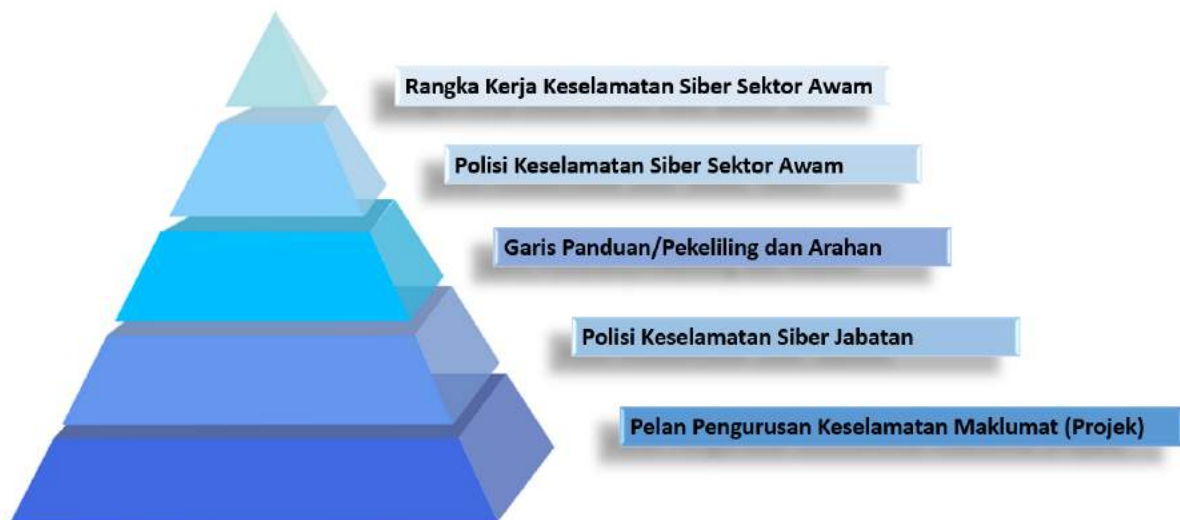 Rangka Kerja Keselamatan Siber Sektor Awam
Polisi Keselamatan Siber Sektor Awam
Garis Panduan/Pekeliling dan Arahan
Polisi Keselamatan Siber Jabatan
Pelan Pengurusan Keselamatan Maklumat (Projek)